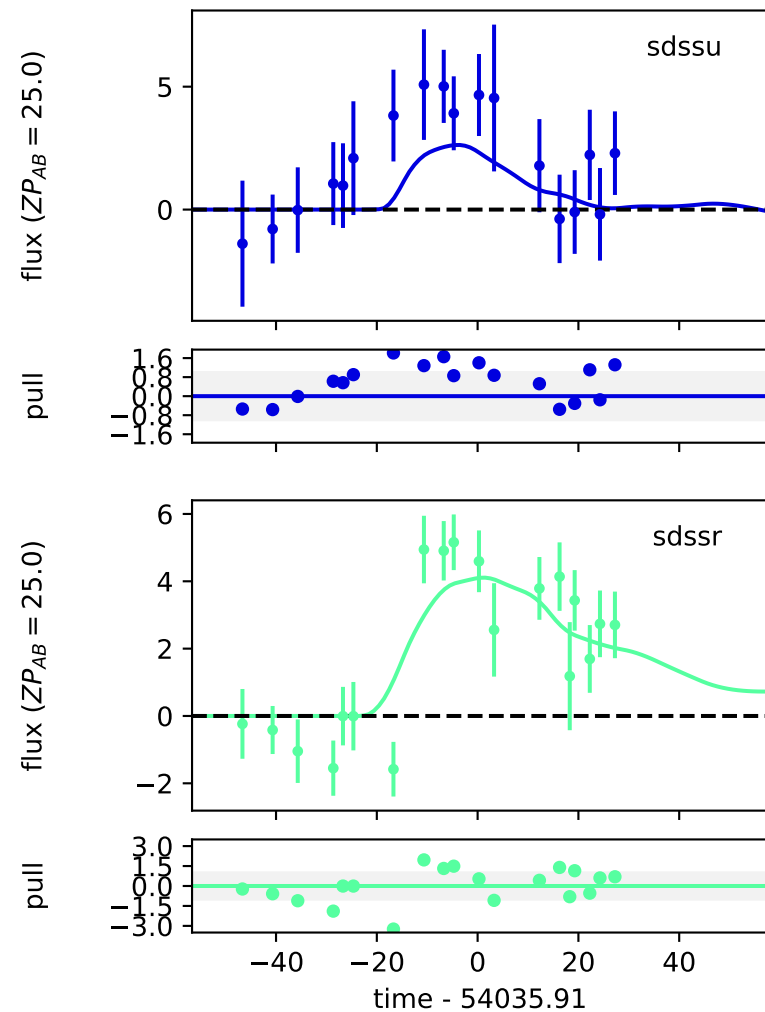 sdssu
5
0
flux (ZP_AB = 25.0)
1.6
0.8
0.0
−0.8
−1.6
pull
sdssr
6
4
2
0
−2
flux (ZP_AB = 25.0)
3.0
1.5
0.0
−1.5
−3.0
pull
−40 −20 0 20 40
time - 54035.91